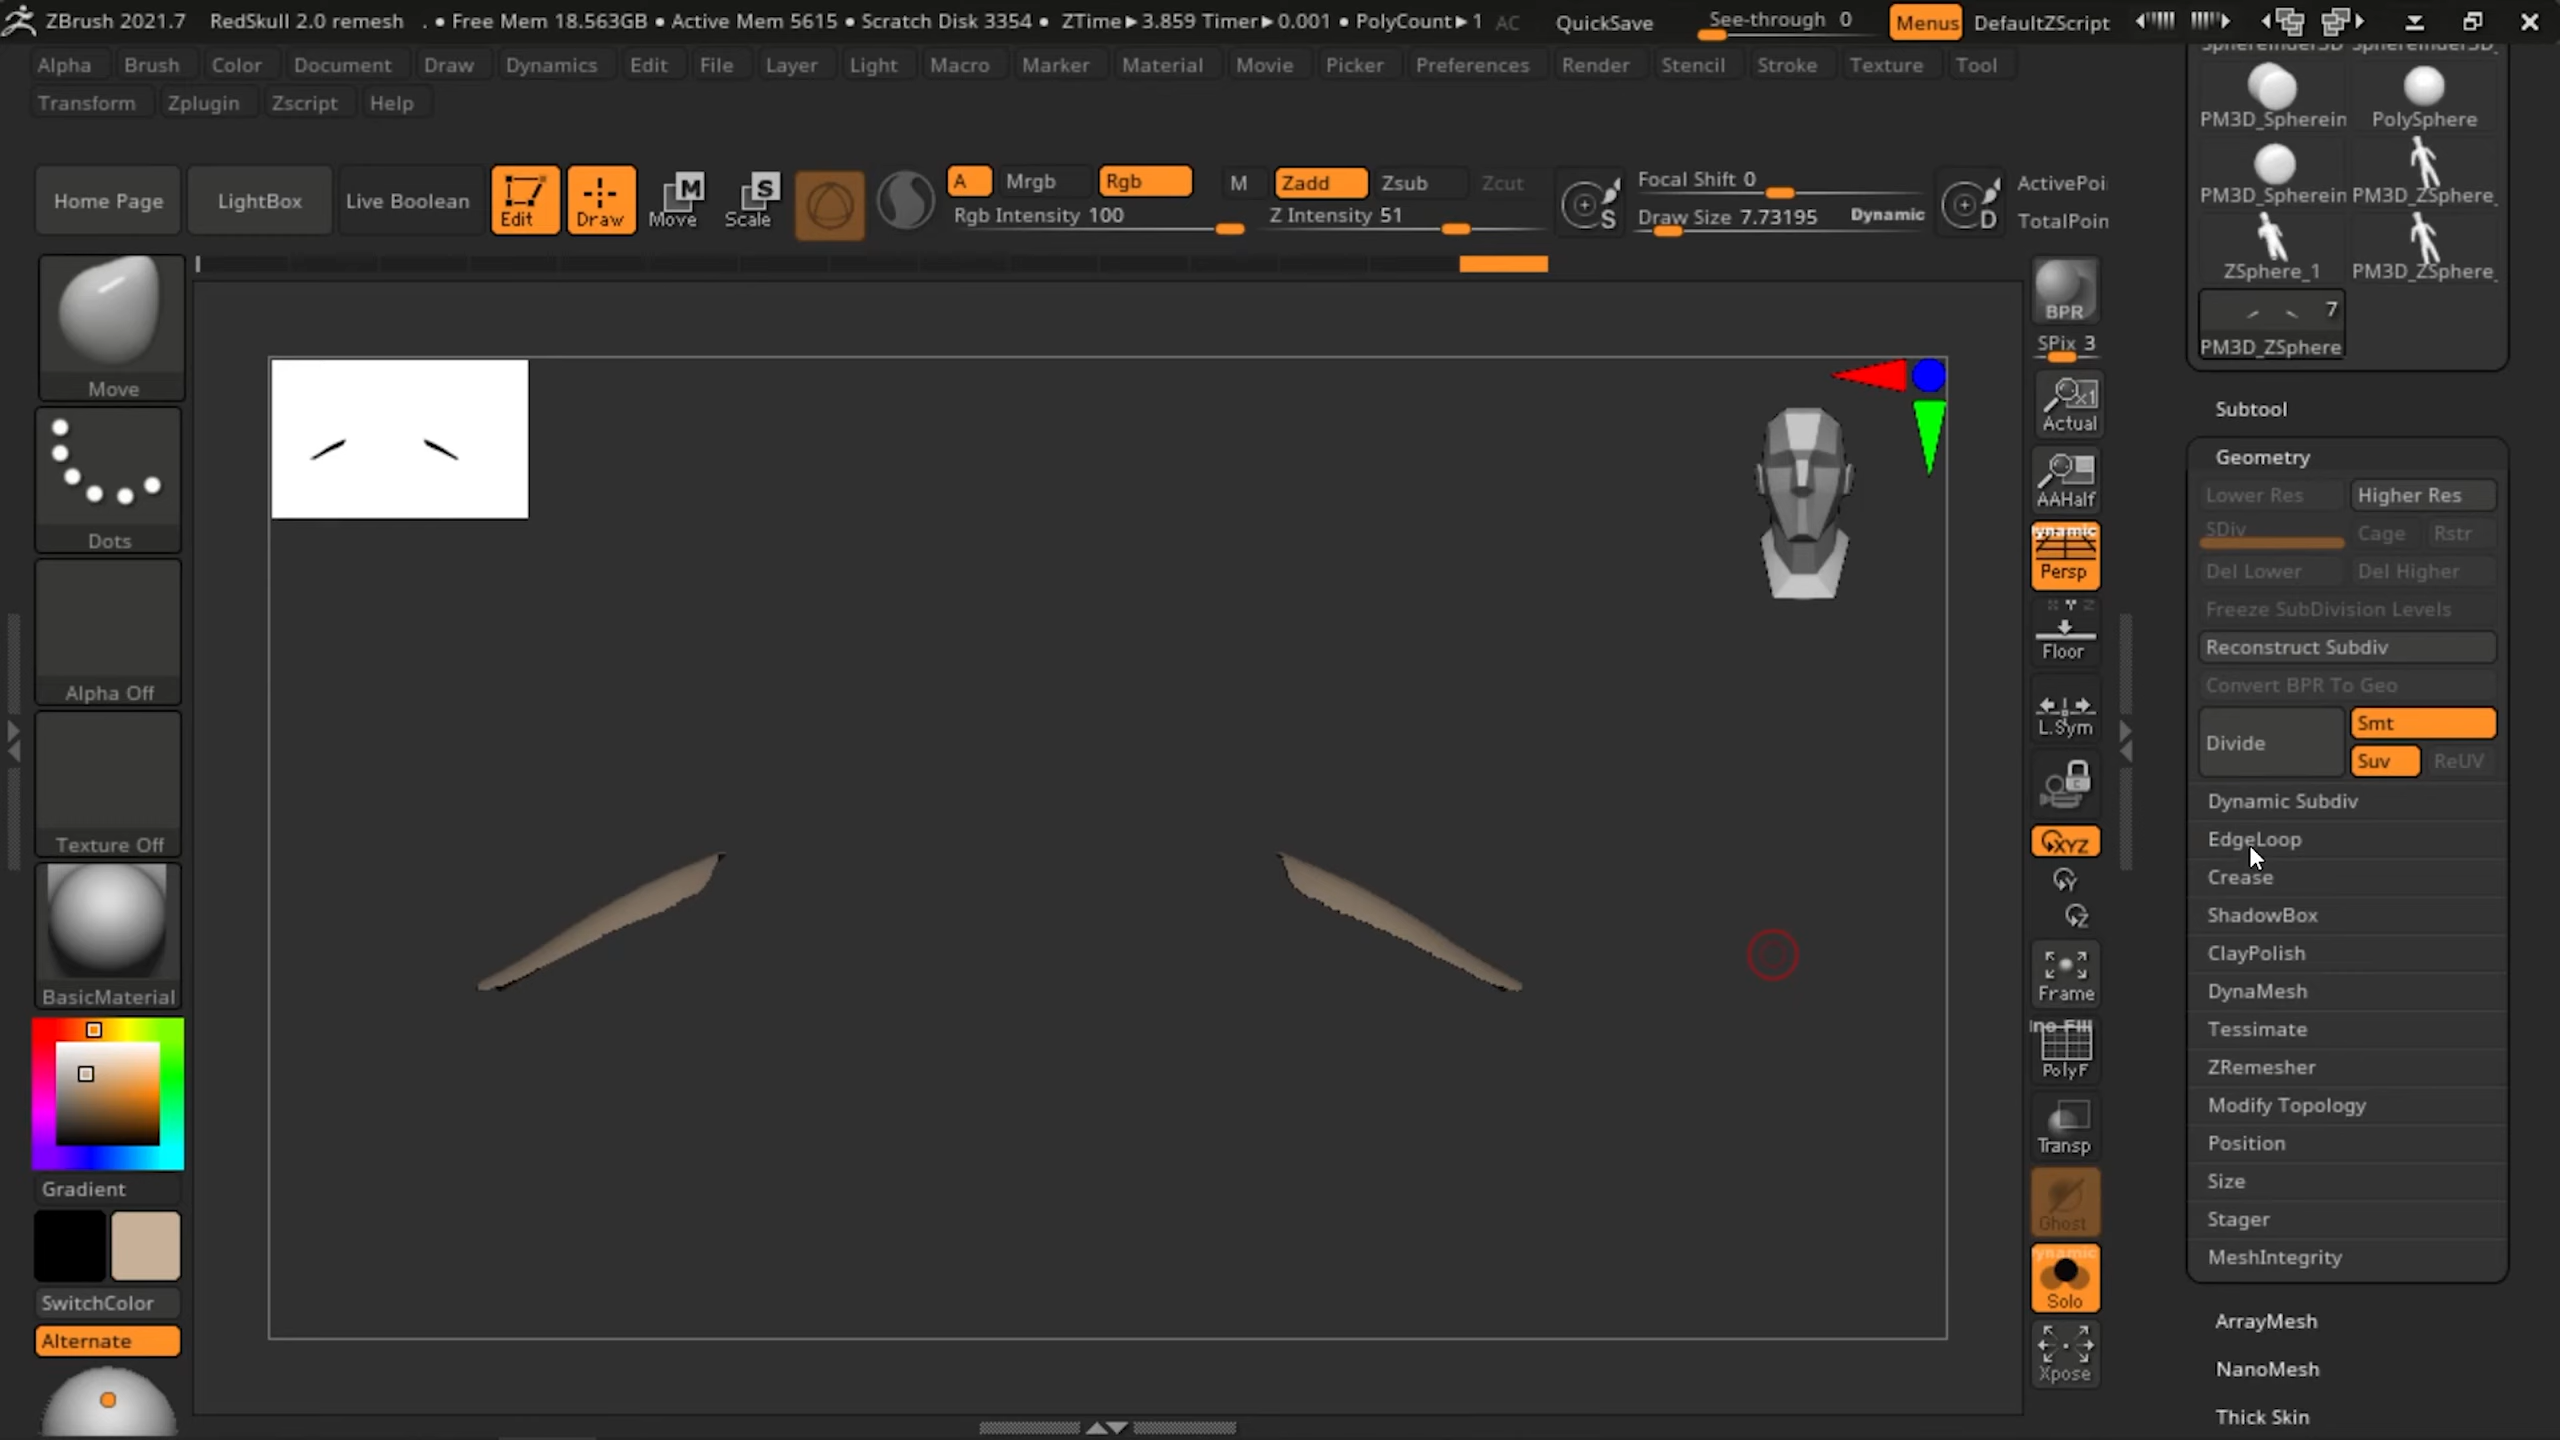 ZBrush 2021.7 RedSkull 2.0 remesh . • Free Mem 18.563GB • Active Mem 5615 • Scratch Disk 3354 • ZTime▶3.859 Timer▶0.001 • PolyCount▶1 AC QuickSave See-through 0 Menus DefaultZScript
Alpha Brush Color Document Draw Dynamics Edit File Layer Light Macro Marker Material Movie Picker Preferences Render Stencil Stroke Texture Tool
Transform Zplugin Zscript Help
Home Page LightBox Live Boolean Edit Draw Move Scale
M S
A Mrgb Rgb M Zadd Zsub Zcut
Rgb Intensity 100 Z Intensity 51
S Focal Shift 0
Draw Size 7.73195 Dynamic D
ActivePoi
TotalPoin
Move
Dots
Alpha Off
Texture Off
BasicMaterial
Gradient
SwitchColor
Alternate
BPR
SPix 3
Actual
AAHalf
Persp
Floor
L.Sym
XYZ
Y
Z
Frame
PolyF
Transp
Ghost
Solo
Xpose
PM3D_Spherein PolySphere
PM3D_Spherein PM3D_ZSphere_
ZSphere_1 PM3D_ZSphere_
7
PM3D_ZSphere
Subtool
Geometry
Lower Res Higher Res
SDiv Cage Rstr
Del Lower Del Higher
Freeze SubDivision Levels
Reconstruct Subdiv
Convert BPR To Geo
Divide Smt
Suv ReUV
Dynamic Subdiv
EdgeLoop
Crease
ShadowBox
ClayPolish
DynaMesh
Tessimate
ZRemesher
Modify Topology
Position
Size
Stager
MeshIntegrity
ArrayMesh
NanoMesh
Thick Skin